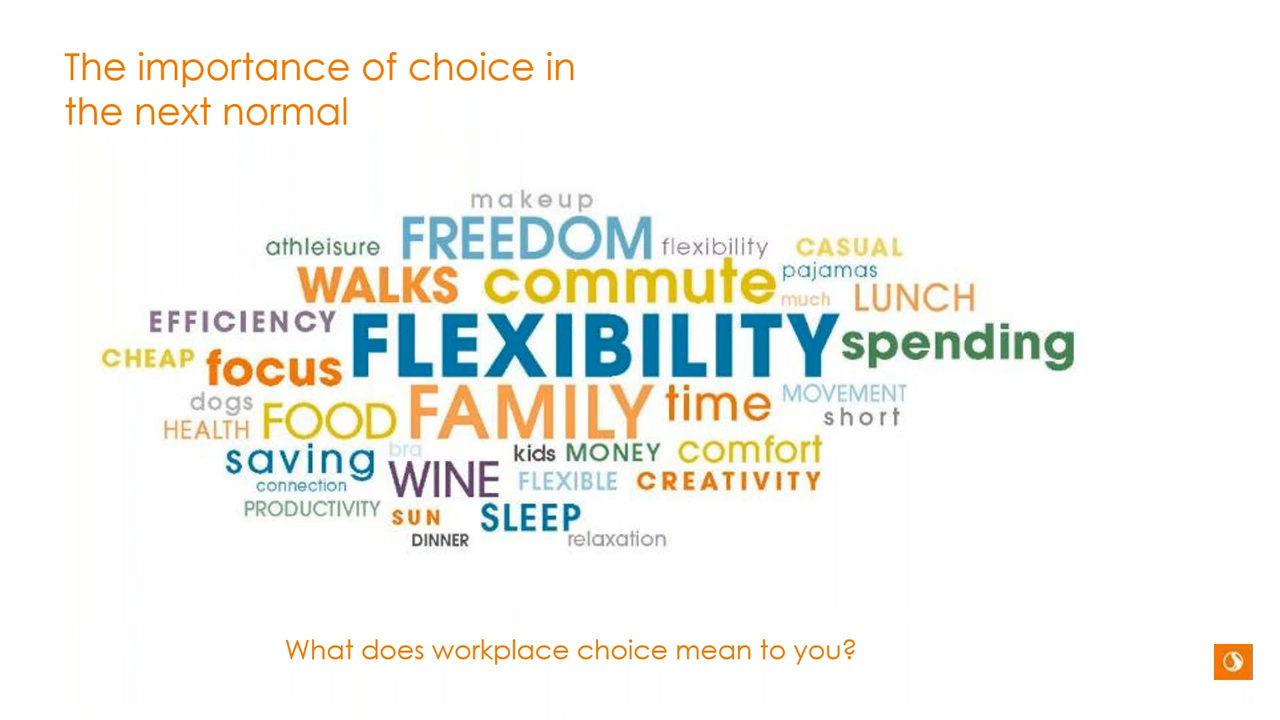 The importance of choice in
the next normal
makeup
athleisure FREEDOM flexibility CASUAL
WALKS commute pajamas
much LUNCH
EFFICIENCY FLEXIBILITY spending
CHEAP focus
dogs FOOD FAMILY time MOVEMENT
HEALTH short
saving bra kids MONEY comfort
connection WINE FLEXIBLE CREATIVITY
PRODUCTIVITY SUN SLEEP
DINNER relaxation
What does workplace choice mean to you?